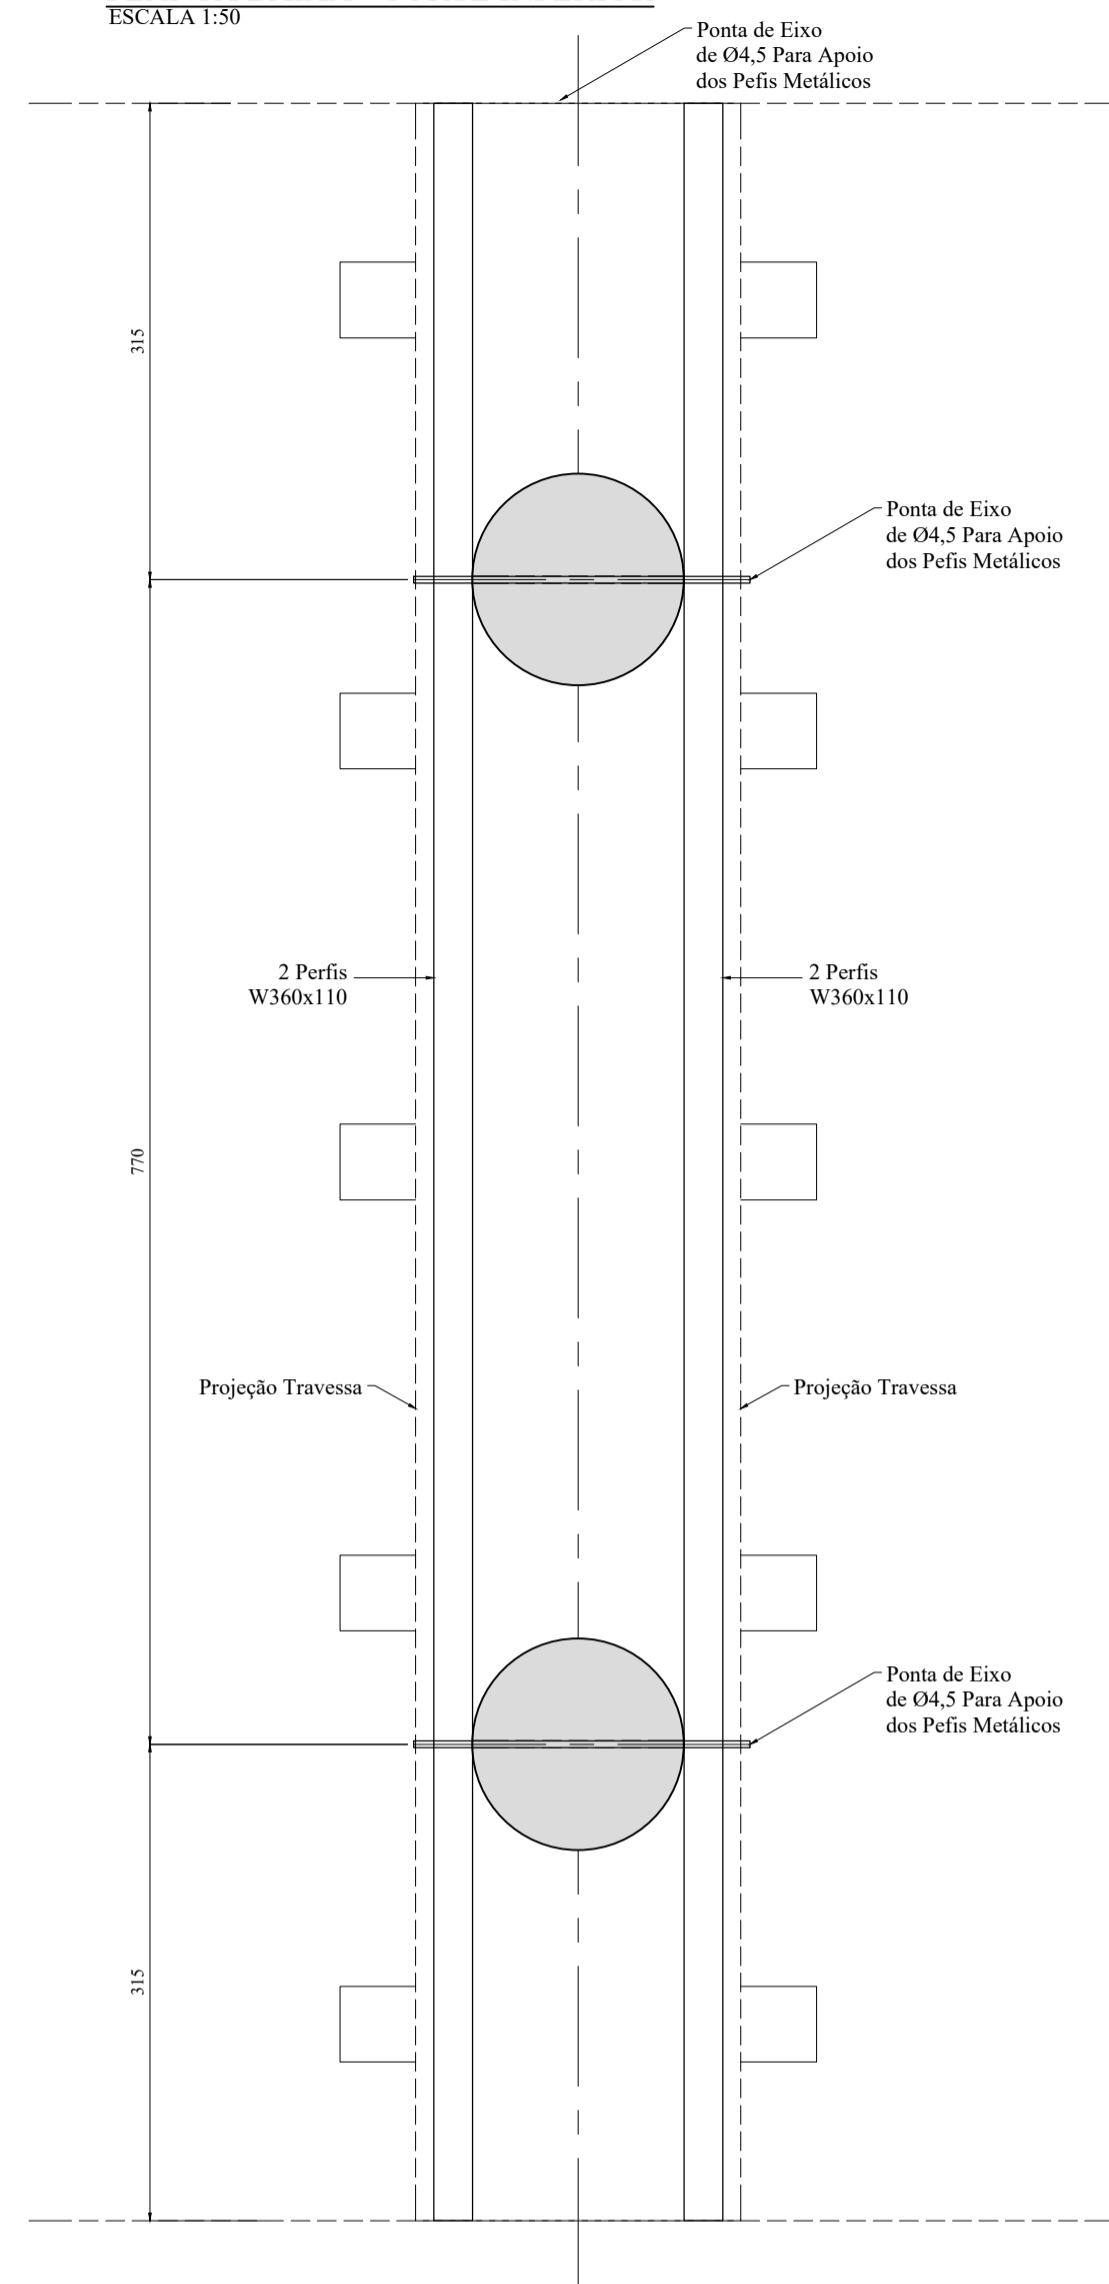 ESCALA 1:50
Ponta de Eixo
de Ø4,5 Para Apoio
dos Pefis Metálicos
315
Ponta de Eixo
de Ø4,5 Para Apoio
dos Pefis Metálicos
2 Perfis
W360x110
2 Perfis
W360x110
770
Projeção Travessa
Projeção Travessa
Ponta de Eixo
de Ø4,5 Para Apoio
dos Pefis Metálicos
315